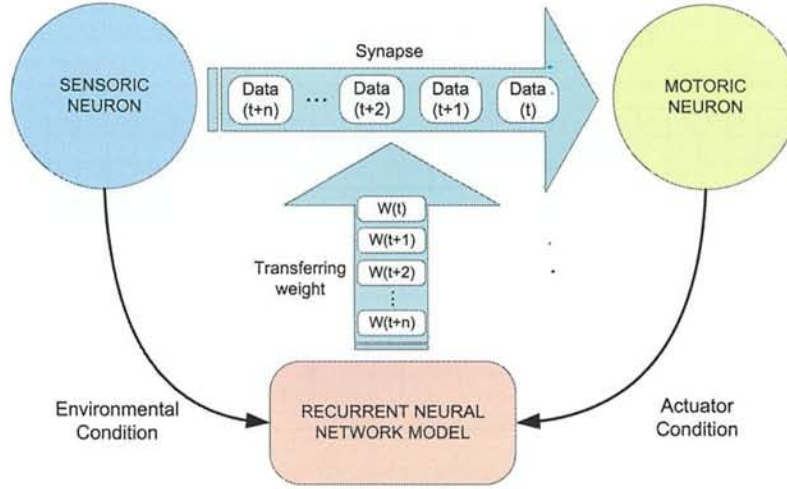 Synapse
SENSORIC
NEURON
Data
(t+n)
...
Data
(t+2)
Data
(t+1)
Data
(t)
MOTORIC
NEURON
W(t)
W(t+1)
W(t+2)
⋮
W(t+n)
Transferring
weight
Environmental
Condition
RECURRENT NEURAL
NETWORK MODEL
Actuator
Condition